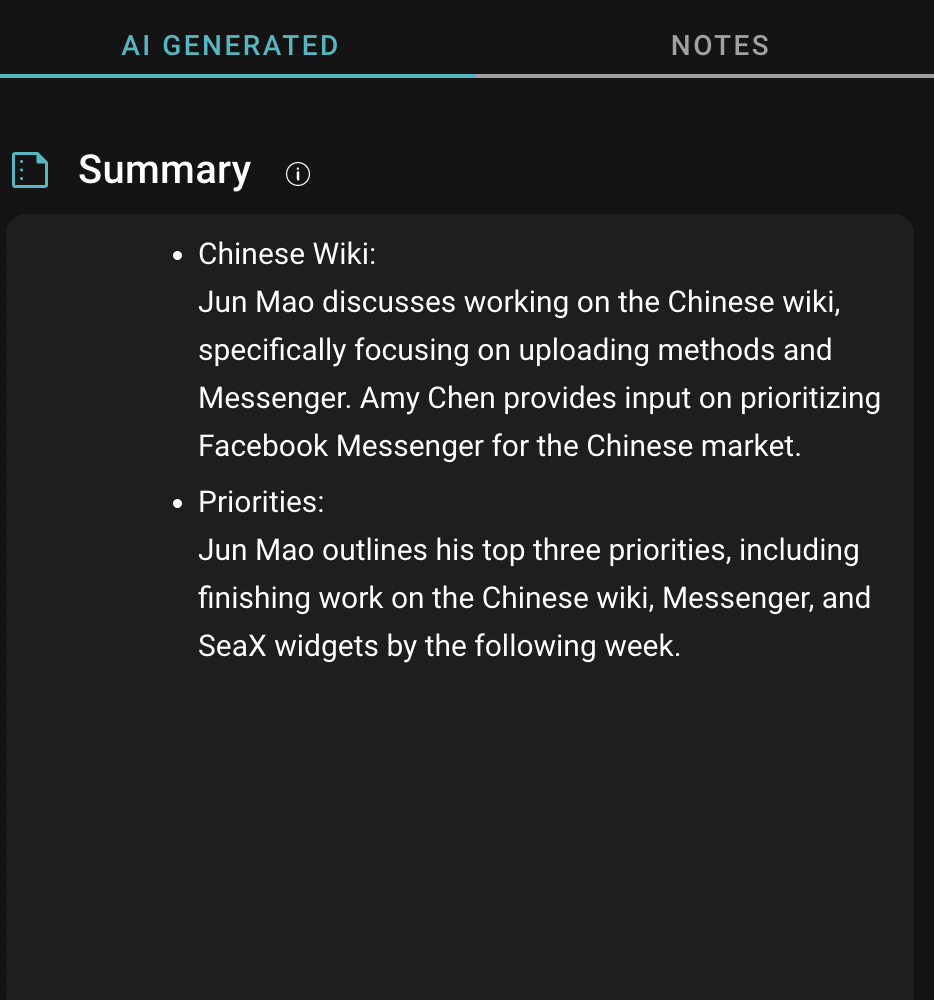 AI GENERATED NOTES
Summary
• Chinese Wiki:
Jun Mao discusses working on the Chinese wiki,
specifically focusing on uploading methods and
Messenger. Amy Chen provides input on prioritizing
Facebook Messenger for the Chinese market.
• Priorities:
Jun Mao outlines his top three priorities, including
finishing work on the Chinese wiki, Messenger, and
SeaX widgets by the following week.